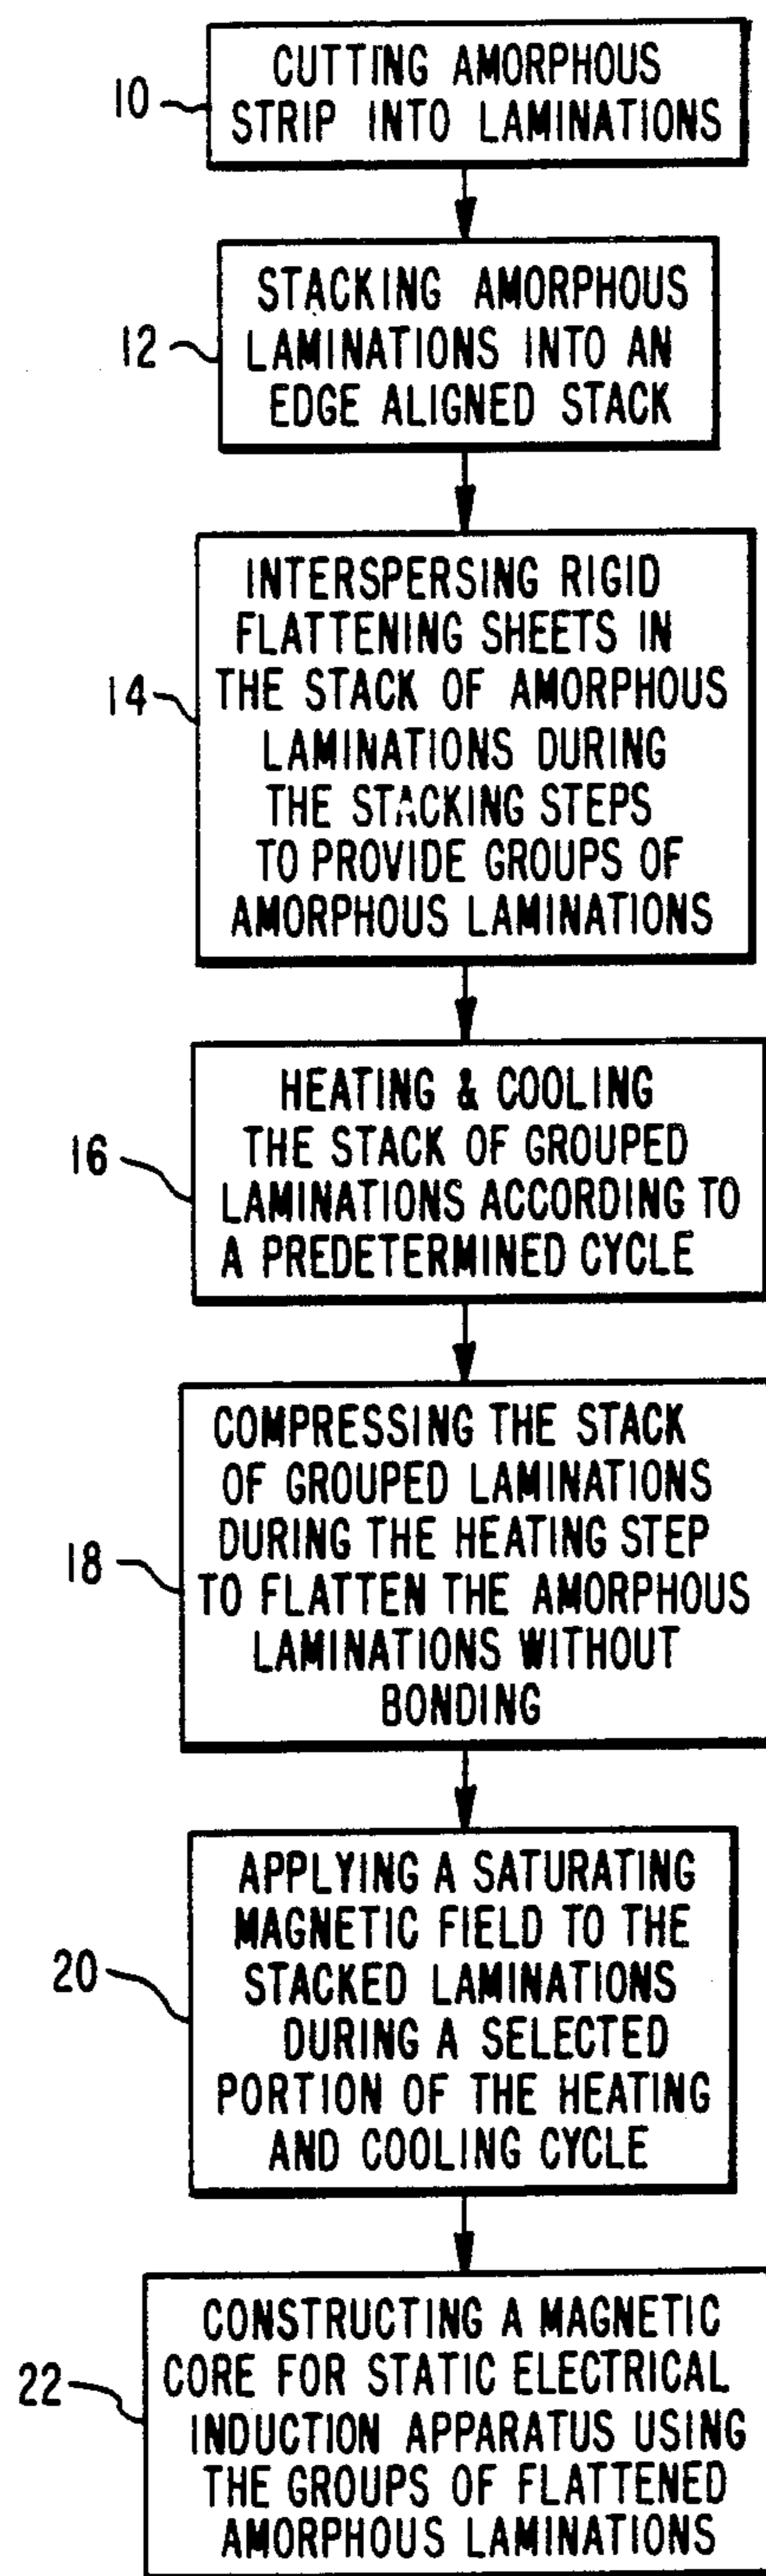 10
CUTTING AMORPHOUS
STRIP INTO LAMINATIONS
12
STACKING AMORPHOUS
LAMINATIONS INTO AN
EDGE ALIGNED STACK
14
INTERSPERSING RIGID
FLATTENING SHEETS IN
THE STACK OF AMORPHOUS
LAMINATIONS DURING
THE STACKING STEPS
TO PROVIDE GROUPS OF
AMORPHOUS LAMINATIONS
16
HEATING & COOLING
THE STACK OF GROUPED
LAMINATIONS ACCORDING TO
A PREDETERMINED CYCLE
18
COMPRESSING THE STACK
OF GROUPED LAMINATIONS
DURING THE HEATING STEP
TO FLATTEN THE AMORPHOUS
LAMINATIONS WITHOUT
BONDING
20
APPLYING A SATURATING
MAGNETIC FIELD TO THE
STACKED LAMINATIONS
DURING A SELECTED
PORTION OF THE HEATING
AND COOLING CYCLE
22
CONSTRUCTING A MAGNETIC
CORE FOR STATIC ELECTRICAL
INDUCTION APPARATUS USING
THE GROUPS OF FLATTENED
AMORPHOUS LAMINATIONS